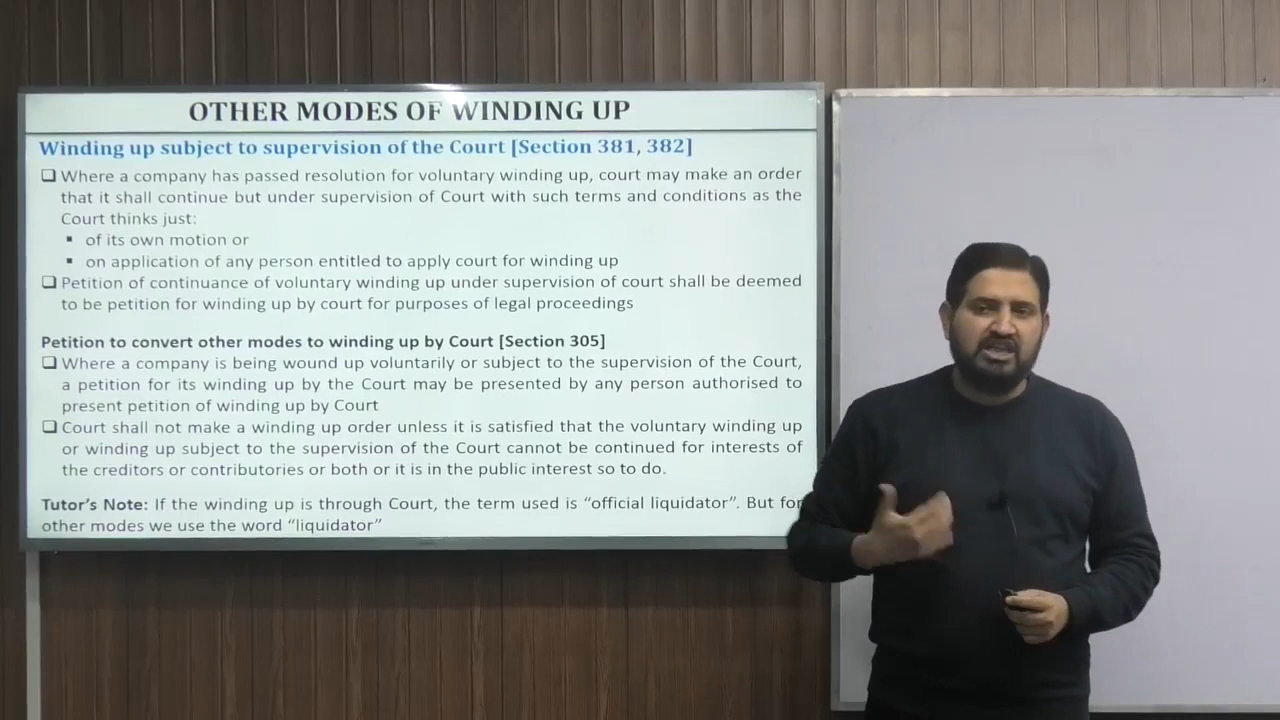 OTHER MODES OF WINDING UP
Winding up subject to supervision of the Court [Section 381, 382]
❑ Where a company has passed resolution for voluntary winding up, court may make an order
that it shall continue but under supervision of Court with such terms and conditions as the
Court thinks just:
▪ of its own motion or
▪ on application of any person entitled to apply court for winding up
❑ Petition of continuance of voluntary winding up under supervision of court shall be deemed
to be petition for winding up by court for purposes of legal proceedings
Petition to convert other modes to winding up by Court [Section 305]
❑ Where a company is being wound up voluntarily or subject to the supervision of the Court,
a petition for its winding up by the Court may be presented by any person authorised to
present petition of winding up by Court
❑ Court shall not make a winding up order unless it is satisfied that the voluntary winding up
or winding up subject to the supervision of the Court cannot be continued for interests of
the creditors or contributories or both or it is in the public interest so to do.
Tutor's Note: If the winding up is through Court, the term used is "official liquidator". But for
other modes we use the word "liquidator"